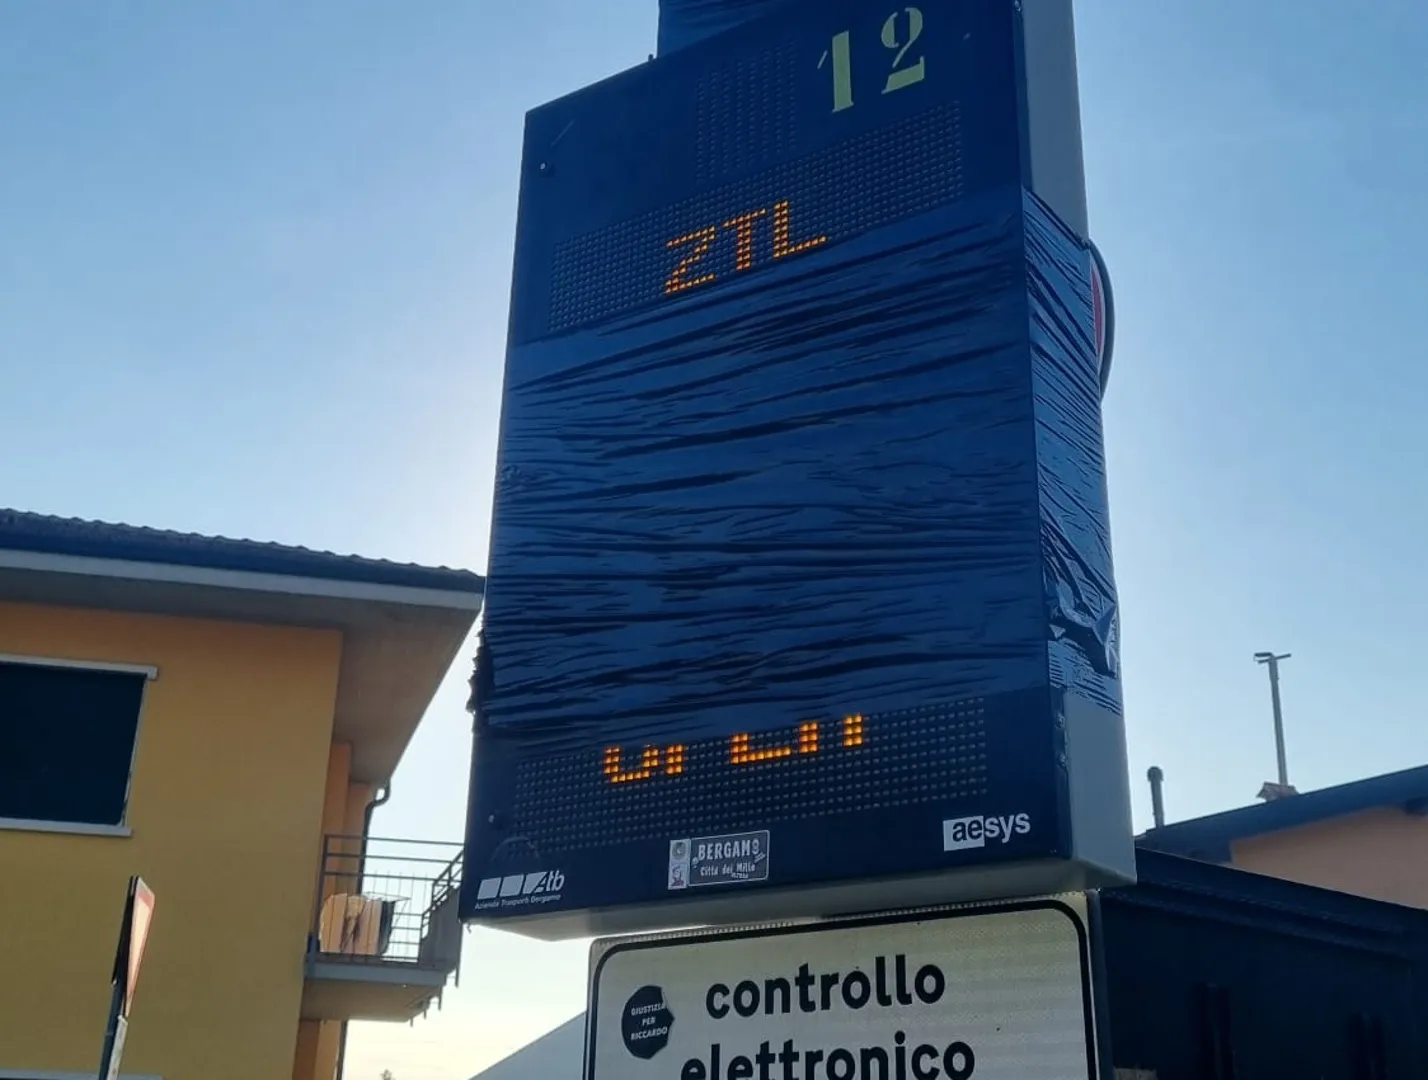 12
ZTL
aesys
BERGAMO
Città dei Mille
Atb
Azienda Trasporti Bergamo
controllo
GIUSTIZIA
PER
RICCARDO
elettronico